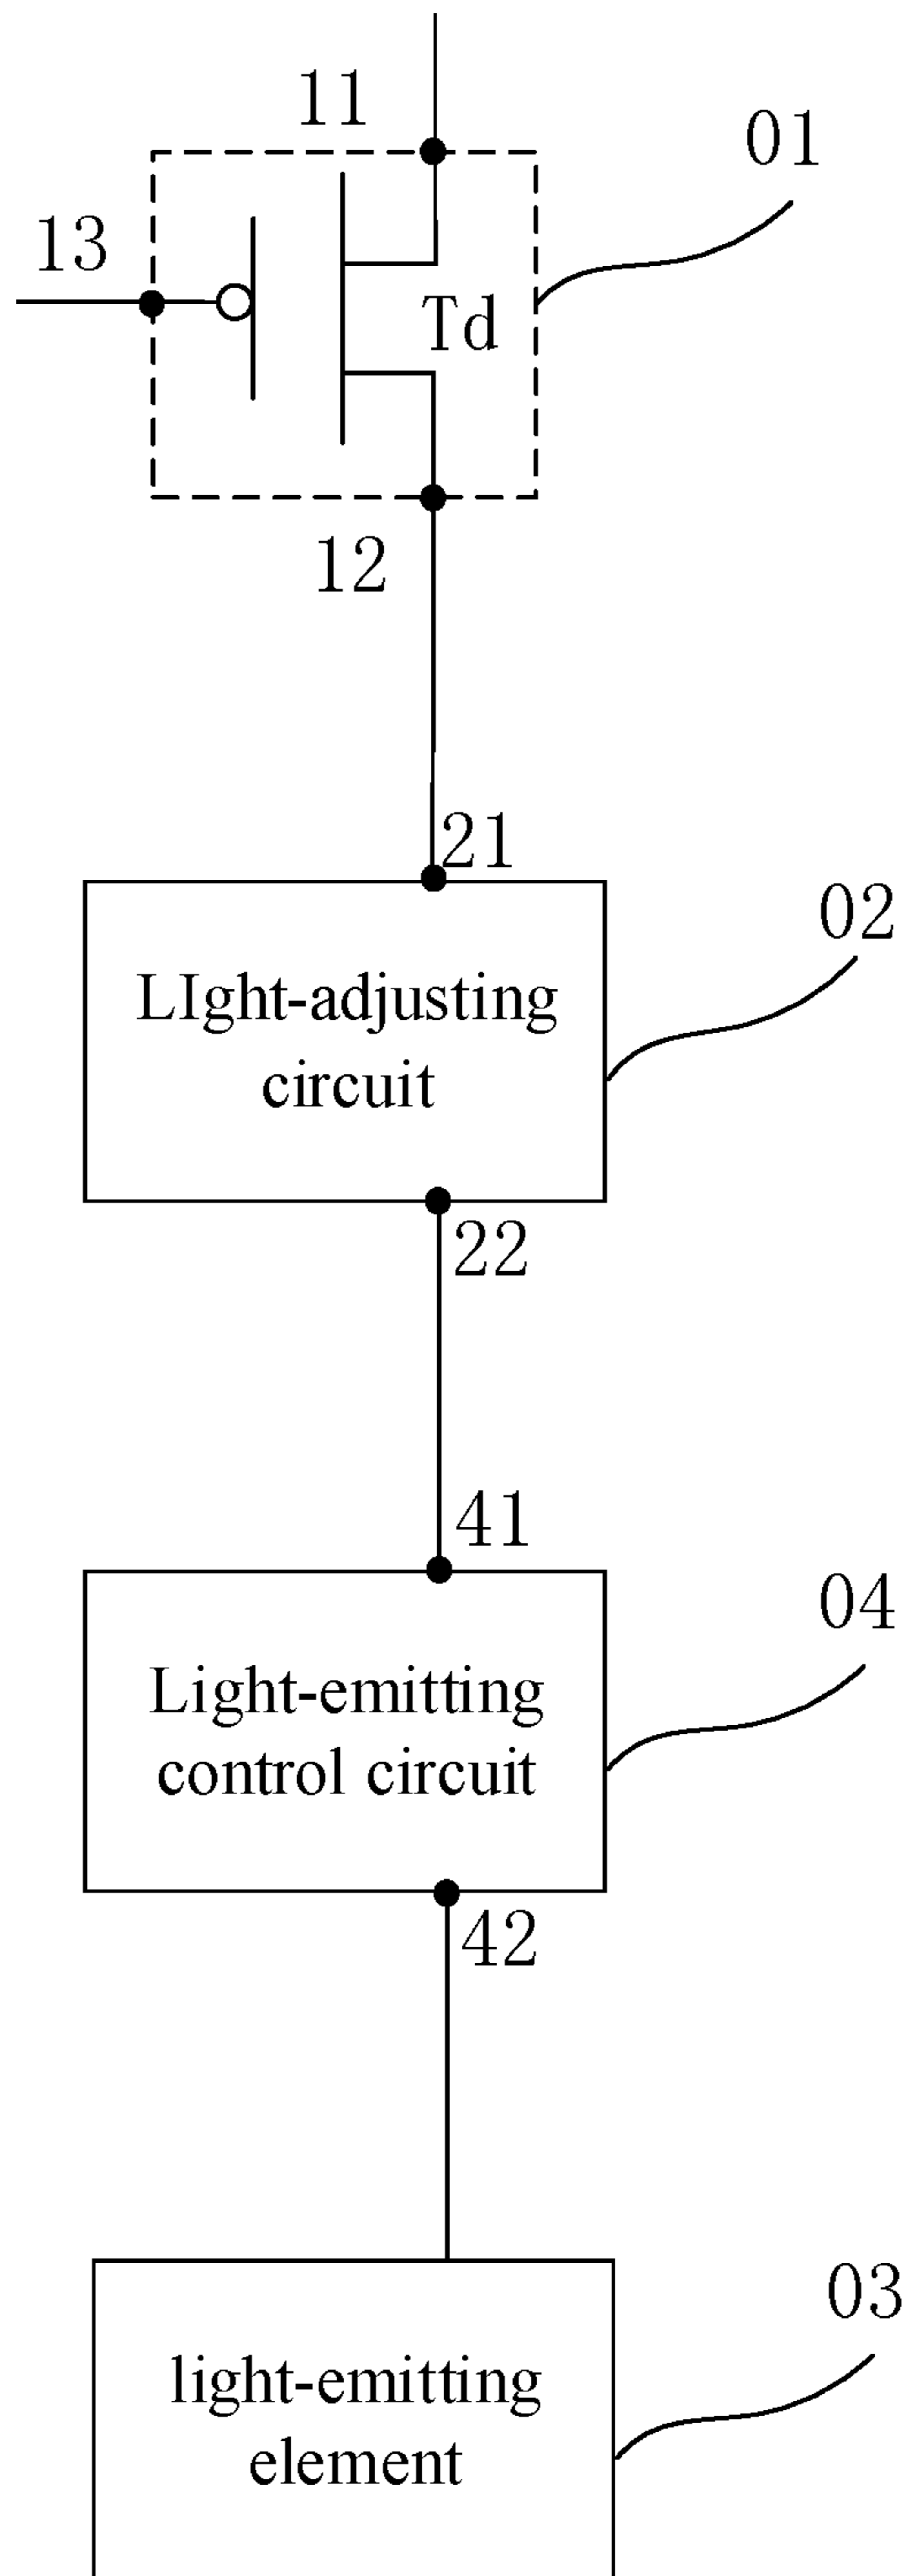 11
01
13
Td
12
21
02
LIght-adjusting
circuit
22
41
04
Light-emitting
control circuit
42
03
light-emitting
element